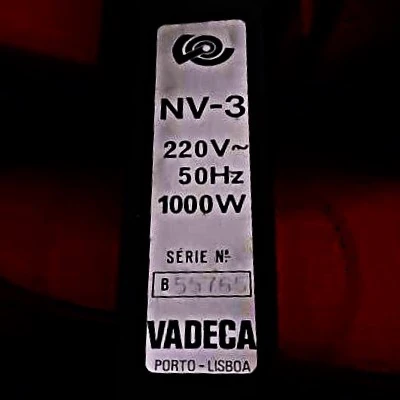 NV-3
220V~
50Hz
1000W
SÉRIE Nº
B 55765
VADECA
PORTO - LISBOA